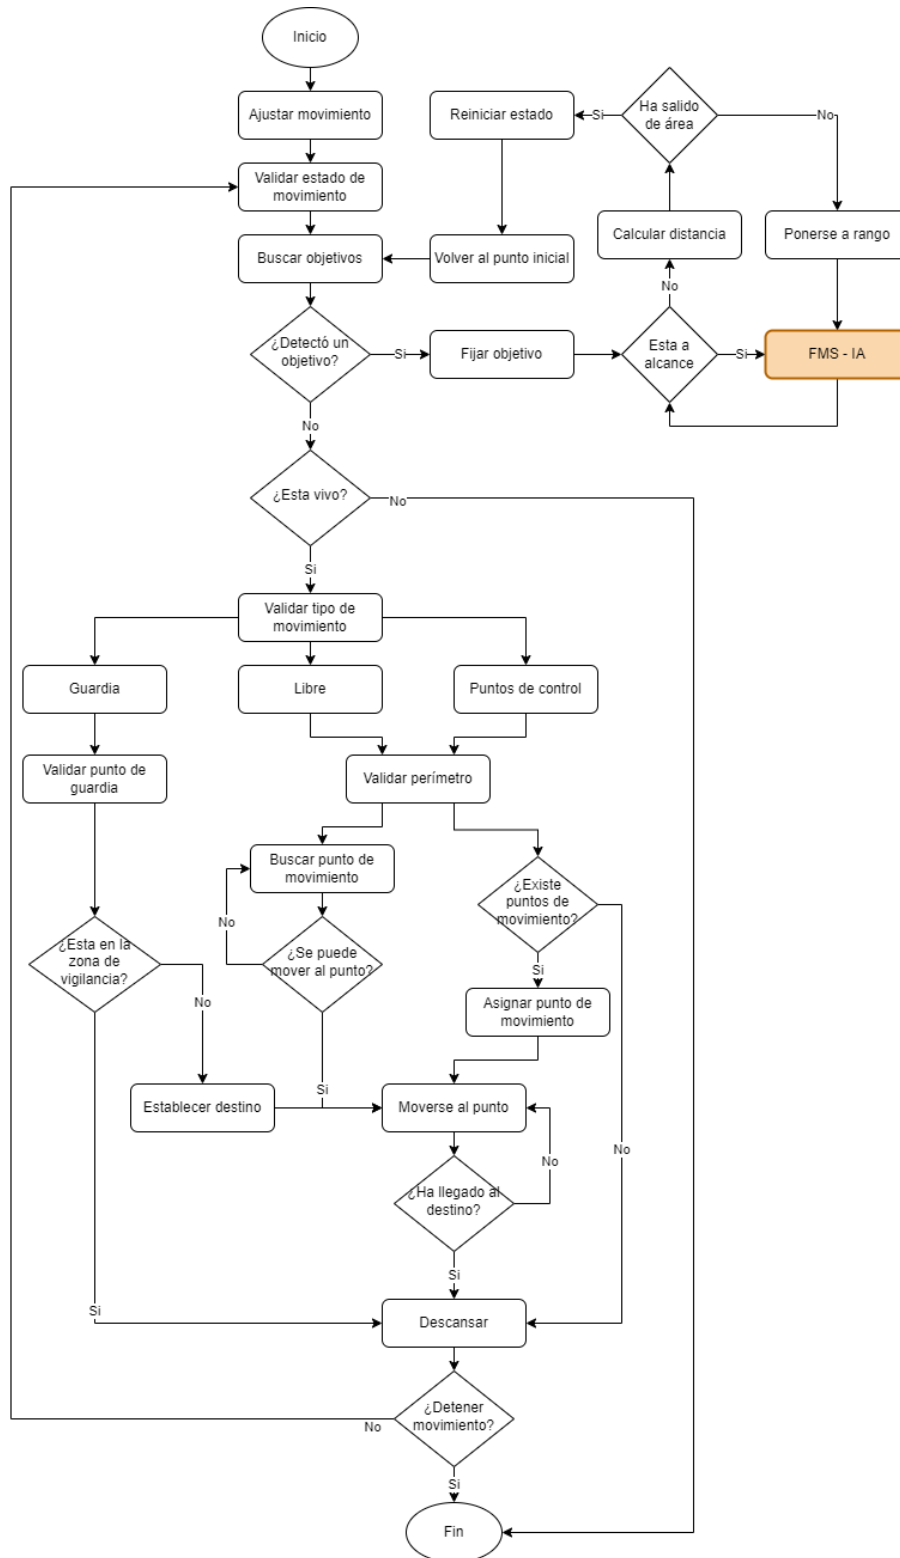 Inicio
Ajustar movimiento
Reiniciar estado
Si
Ha salido
de área
No
Validar estado de
movimiento
Buscar objetivos
Volver al punto inicial
Calcular distancia
Ponerse a rango
No
¿Detectó un
objetivo?
Si
Fijar objetivo
Esta a
alcance
Si
FMS - IA
No
¿Esta vivo?
No
Si
Validar tipo de
movimiento
Guardia
Libre
Puntos de control
Validar punto de
guardia
Validar perímetro
Buscar punto de
movimiento
¿Existe
puntos de
movimiento?
No
¿Esta en la
zona de
vigilancia?
¿Se puede
mover al punto?
Si
No
Asignar punto de
movimiento
Si
Establecer destino
Moverse al punto
No
No
¿Ha llegado al
destino?
Si
Si
Descansar
¿Detener
movimiento?
No
Si
Fin